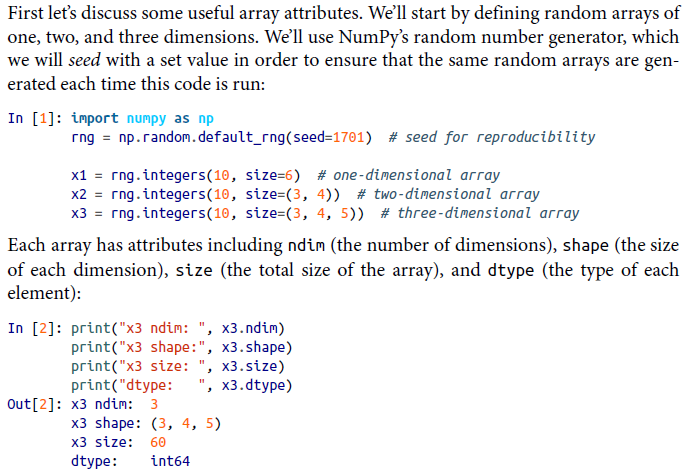 First let's discuss some useful array attributes. We'll start by defining random arrays of
one, two, and three dimensions. We'll use NumPy's random number generator, which
we will seed with a set value in order to ensure that the same random arrays are gen-
erated each time this code is run:
In [1]: import numpy as np
        rng = np.random.default_rng(seed=1701)  # seed for reproducibility

        x1 = rng.integers(10, size=6)  # one-dimensional array
        x2 = rng.integers(10, size=(3, 4))  # two-dimensional array
        x3 = rng.integers(10, size=(3, 4, 5))  # three-dimensional array
Each array has attributes including ndim (the number of dimensions), shape (the size
of each dimension), size (the total size of the array), and dtype (the type of each
element):
In [2]: print("x3 ndim: ", x3.ndim)
        print("x3 shape:", x3.shape)
        print("x3 size: ", x3.size)
        print("dtype:   ", x3.dtype)
Out[2]: x3 ndim:  3
        x3 shape: (3, 4, 5)
        x3 size:  60
        dtype:    int64